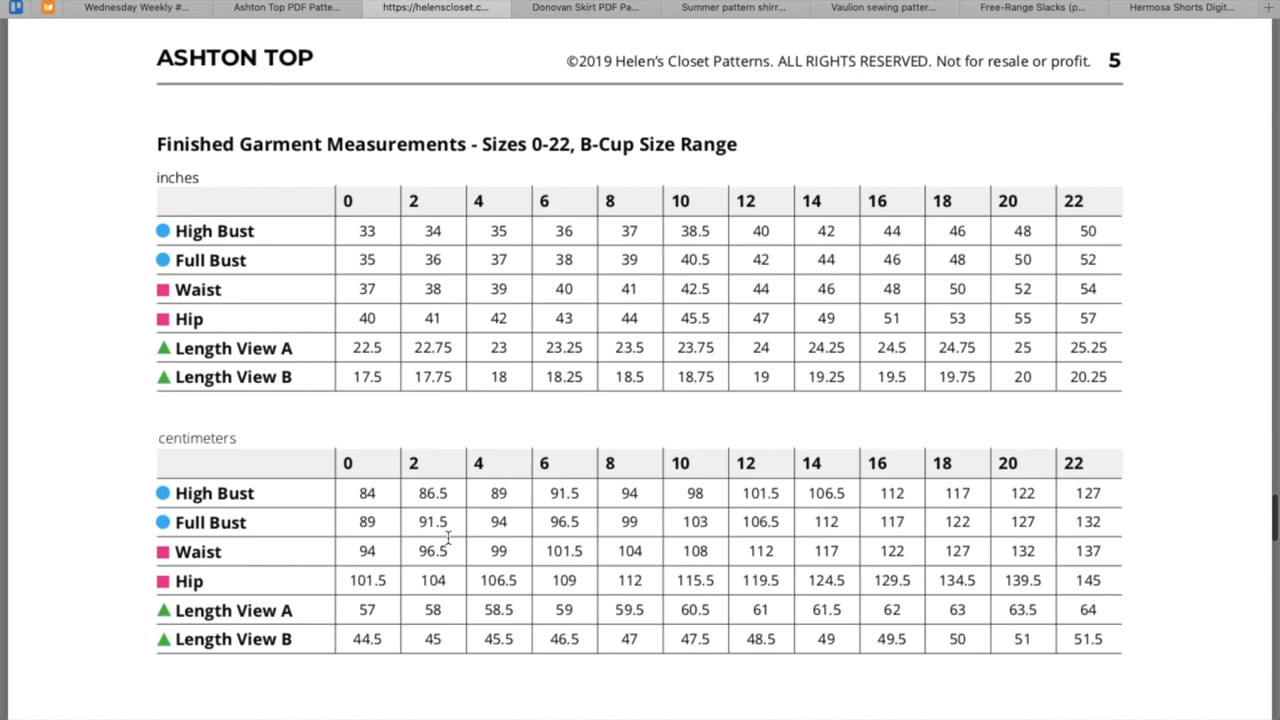 Wednesday Weekly #...
Ashton Top PDF Patte...
https://helenscloset.c...
Donovan Skirt PDF Pa...
Summer pattern shirr...
Vaulion sewing patter...
Free-Range Slacks (p...
Hermosa Shorts Digit...
ASHTON TOP
©2019 Helen's Closet Patterns. ALL RIGHTS RESERVED. Not for resale or profit. 5
Finished Garment Measurements - Sizes 0-22, B-Cup Size Range
inches
0 2 4 6 8 10 12 14 16 18 20 22
High Bust 33 34 35 36 37 38.5 40 42 44 46 48 50
Full Bust 35 36 37 38 39 40.5 42 44 46 48 50 52
Waist 37 38 39 40 41 42.5 44 46 48 50 52 54
Hip 40 41 42 43 44 45.5 47 49 51 53 55 57
Length View A 22.5 22.75 23 23.25 23.5 23.75 24 24.25 24.5 24.75 25 25.25
Length View B 17.5 17.75 18 18.25 18.5 18.75 19 19.25 19.5 19.75 20 20.25
centimeters
0 2 4 6 8 10 12 14 16 18 20 22
High Bust 84 86.5 89 91.5 94 98 101.5 106.5 112 117 122 127
Full Bust 89 91.5 94 96.5 99 103 106.5 112 117 122 127 132
Waist 94 96.5 99 101.5 104 108 112 117 122 127 132 137
Hip 101.5 104 106.5 109 112 115.5 119.5 124.5 129.5 134.5 139.5 145
Length View A 57 58 58.5 59 59.5 60.5 61 61.5 62 63 63.5 64
Length View B 44.5 45 45.5 46.5 47 47.5 48.5 49 49.5 50 51 51.5